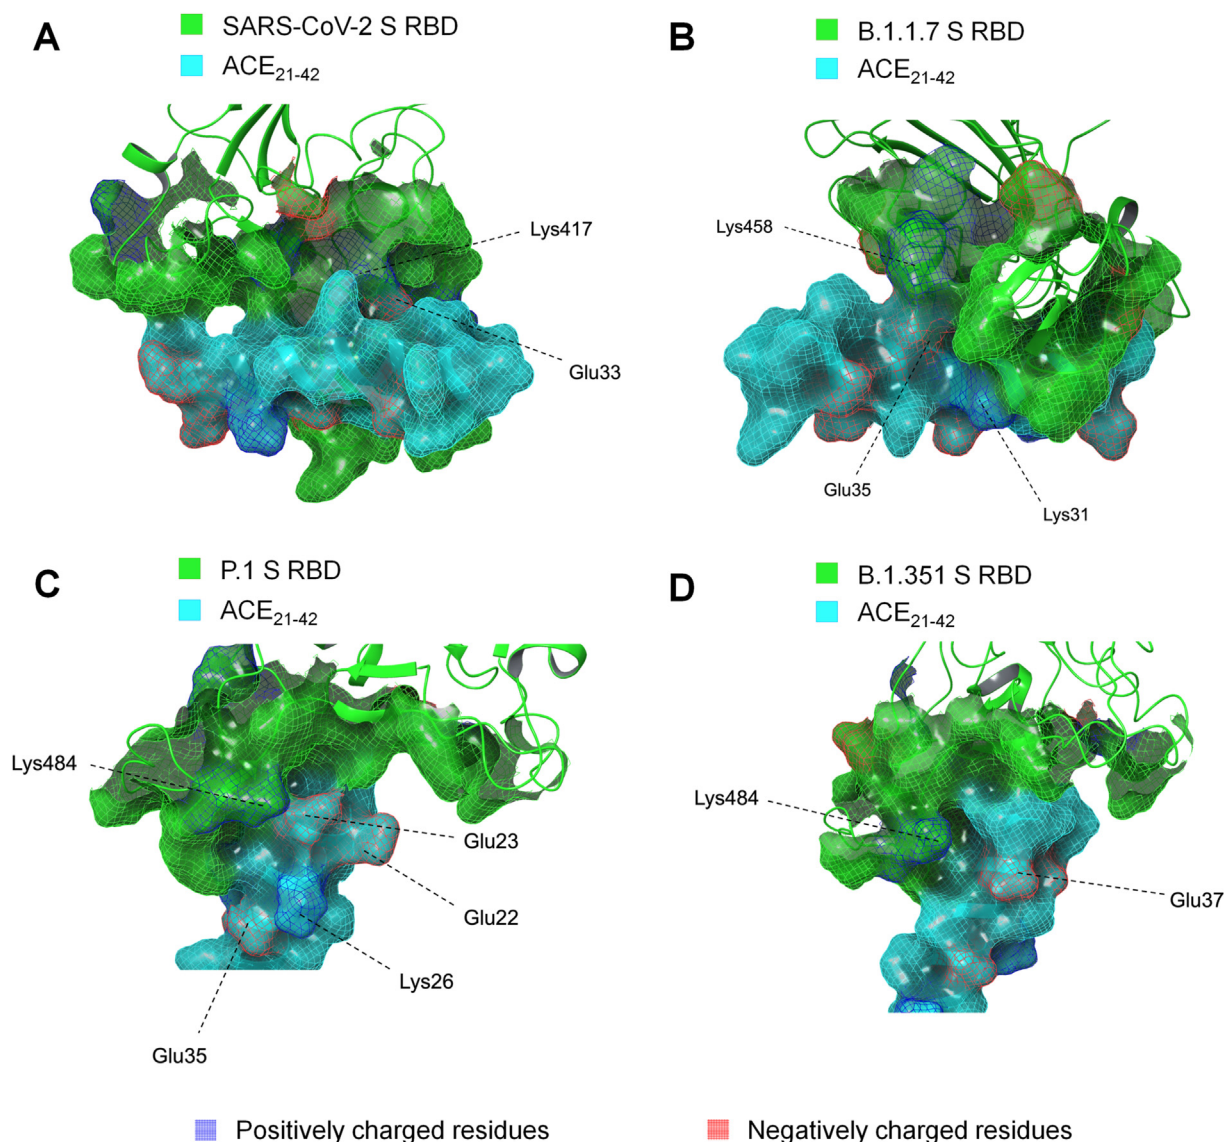 A
SARS-CoV-2 S RBD
ACE21-42
Lys417
Glu33
B
B.1.1.7 S RBD
ACE21-42
Lys458
Glu35
Lys31
C
P.1 S RBD
ACE21-42
Lys484
Glu23
Glu22
Lys26
Glu35
D
B.1.351 S RBD
ACE21-42
Lys484
Glu37
Positively charged residues
Negatively charged residues